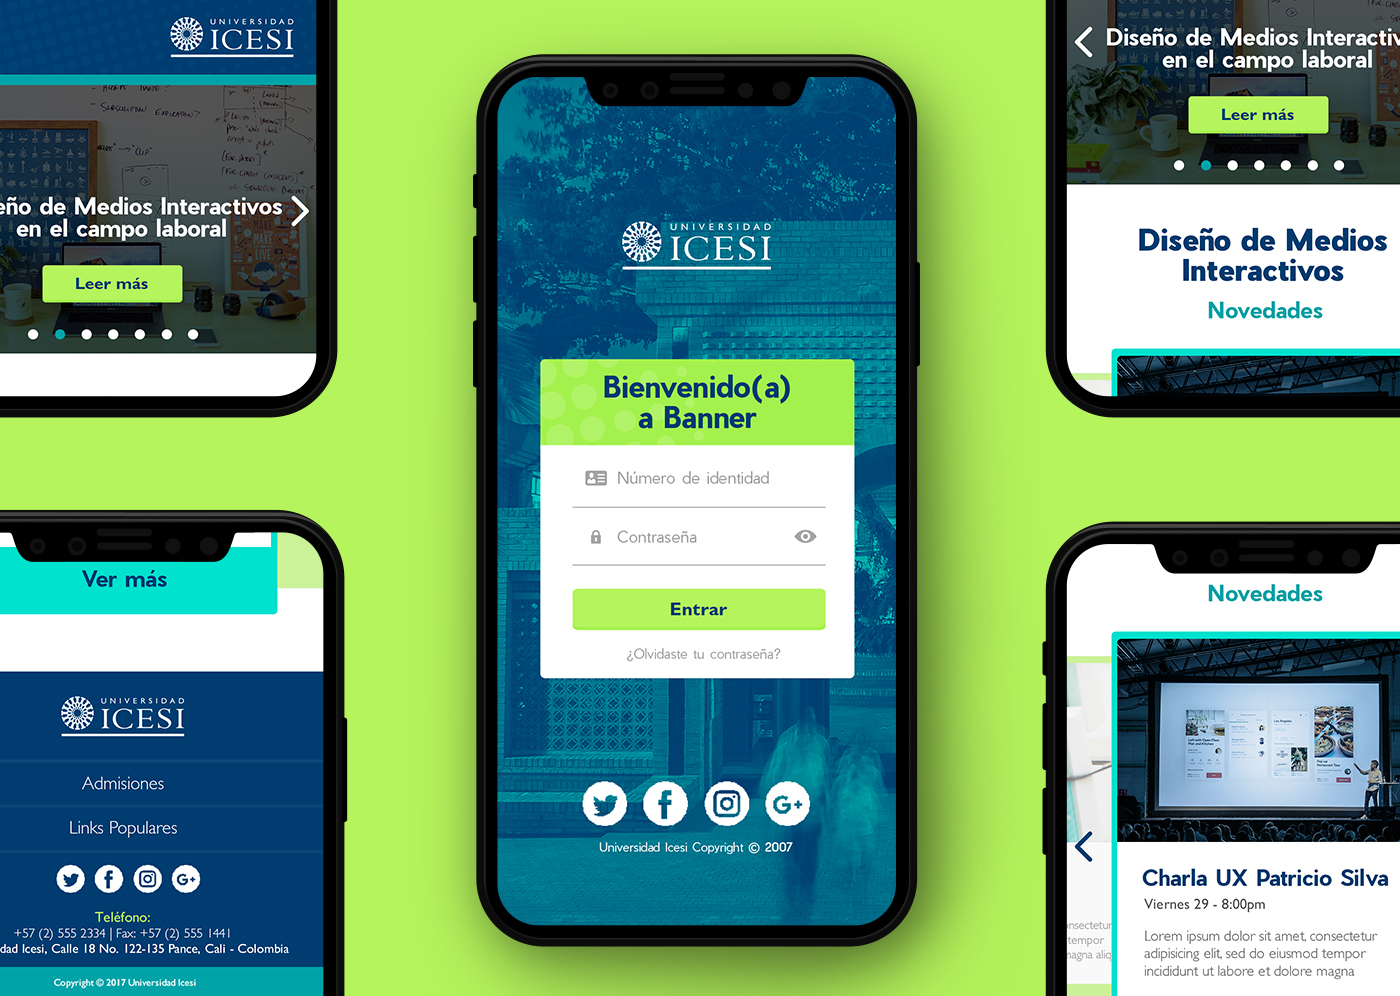 UNIVERSIDAD
ICESI
SUBSCRIPTION EXPIRATION?
eño de Medios Interactivos
en el campo laboral
Leer más
Ver más
UNIVERSIDAD
ICESI
Admisiones
Links Populares
Teléfono:
+57 (2) 555 2334 | Fax: +57 (2) 555 1441
dad Icesi, Calle 18 No. 122-135 Pance, Cali - Colombia
Copyright © 2017 Universidad Icesi
UNIVERSIDAD
ICESI
Bienvenido(a)
a Banner
Número de identidad
Contraseña
Entrar
¿Olvidaste tu contraseña?
Universidad Icesi Copyright © 2007
Diseño de Medios Interactiv
en el campo laboral
Leer más
Diseño de Medios
Interactivos
Novedades
Novedades
Charla UX Patricio Silva
Viernes 29 - 8:00pm
Lorem ipsum dolor sit amet, consectetur
adipisicing elit, sed do eiusmod tempor
incididunt ut labore et dolore magna
onsectetur
tempor
magna aliq